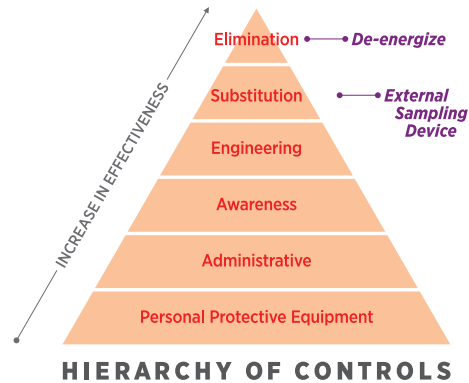 Elimination
De-energize
Substitution
External
Sampling
Device
Engineering
Awareness
Administrative
Personal Protective Equipment
INCREASE IN EFFECTIVENESS
HIERARCHY OF CONTROLS